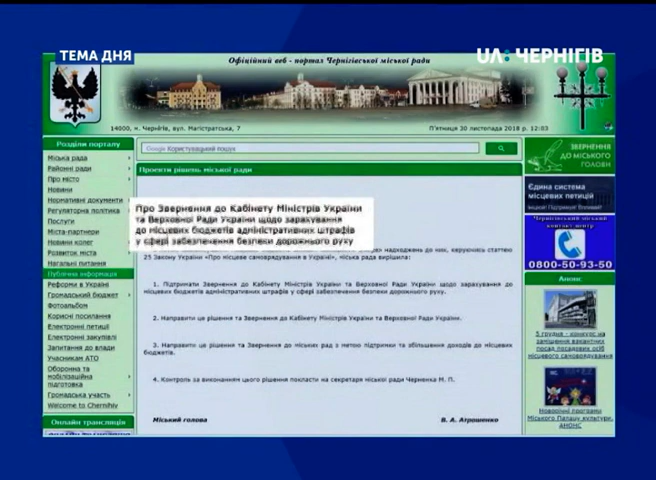 ТЕМА ДНЯ
UA: ЧЕРНІГІВ
Офіційний веб - портал Чернігівської міської ради
14000, м. Чернігів, вул. Магістратська, 7
П'ятниця 30 листопада 2018 р. 12:03
Розділи порталу
Міська рада
Районні ради
Про місто
Новини
Нормативні документи
Регуляторна політика
Послуги
Міста-партнери
Новини колег
Розвиток міста
Нагальні питання
Публічна інформація
Реформи в Україні
Громадський бюджет
Фотоальбом
Корисні посилання
Електронні петиції
Електронні закупівлі
Запитання до влади
Учасникам АТО
Оборонна та
мобілізаційна
підготовка
Громадська участь
Welcome to Chernihiv
Онлайн трансляція
Google Користувацький пошук
Проекти рішень міської ради
Про Звернення до Кабінету Міністрів України
та Верховної Ради України щодо зарахування
до місцевих бюджетів адміністративних штрафів
у сфері забезпечення безпеки дорожнього руху
надходжень до них, керуючись статтею
25 Закону України «Про місцеве самоврядування в Україні», міська рада вирішила:
1. Підтримати Звернення до Кабінету Міністрів України та Верховної Ради України щодо зарахування до
місцевих бюджетів адміністративних штрафів у сфері забезпечення безпеки дорожнього руху.
2. Направити це рішення та Звернення до Кабінету Міністрів України та Верховної Ради України.
3. Направити це рішення та Звернення до міських рад з метою підтримки та збільшення доходів до місцевих
бюджетів.
4. Контроль за виконанням цього рішення покласти на секретаря міської ради Черненка М. П.
Міський голова
В. А. Атрошенко
ЗВЕРНЕННЯ
ДО МІСЬКОГО
ГОЛОВИ
Єдина система
місцевих петицій
Чернігівський міський
контакт центр
0800-50-93-50
Анонс
5 грудня - конкурс на
заміщення вакантних
посад посадових осіб
місцевого самоврядування
Новорічні програми
Міського Палацу культури.
АНОНС